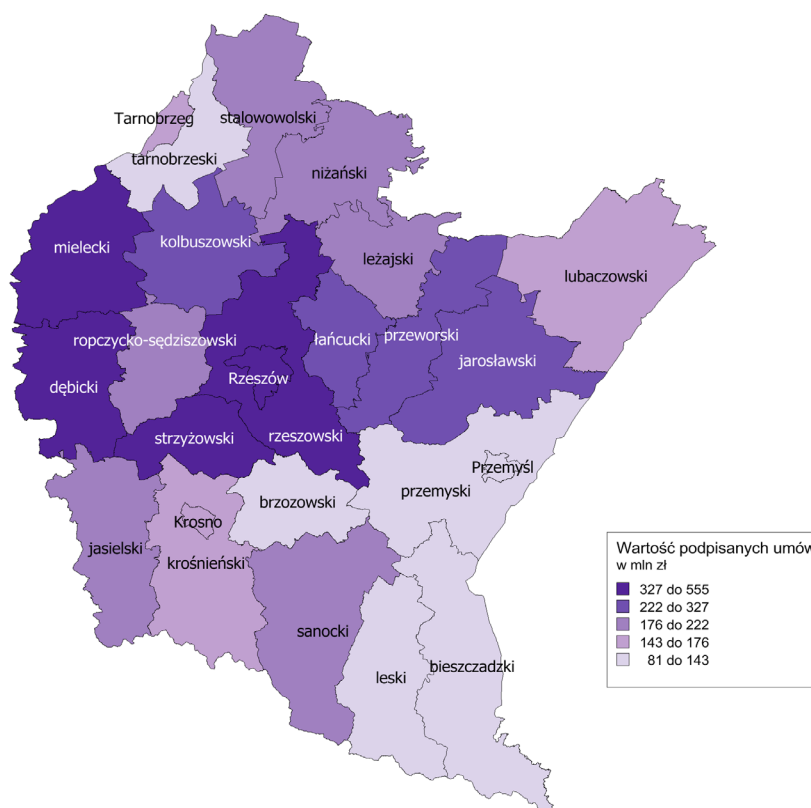 Tarnobrzeg
stalowowolski
tarnobrzeski
niżański
mielecki
kolbuszowski
leżajski
lubaczowski
ropczycko-sędziszowski
łańcucki
przeworski
jarosławski
dębicki
Rzeszów
strzyżowski
rzeszowski
Przemyśl
przemyski
brzozowski
Krosno
jasielski
krośnieński
sanocki
leski
bieszczadzki
Wartość podpisanych umów
w mln zł
327 do 555
222 do 327
176 do 222
143 do 176
81 do 143